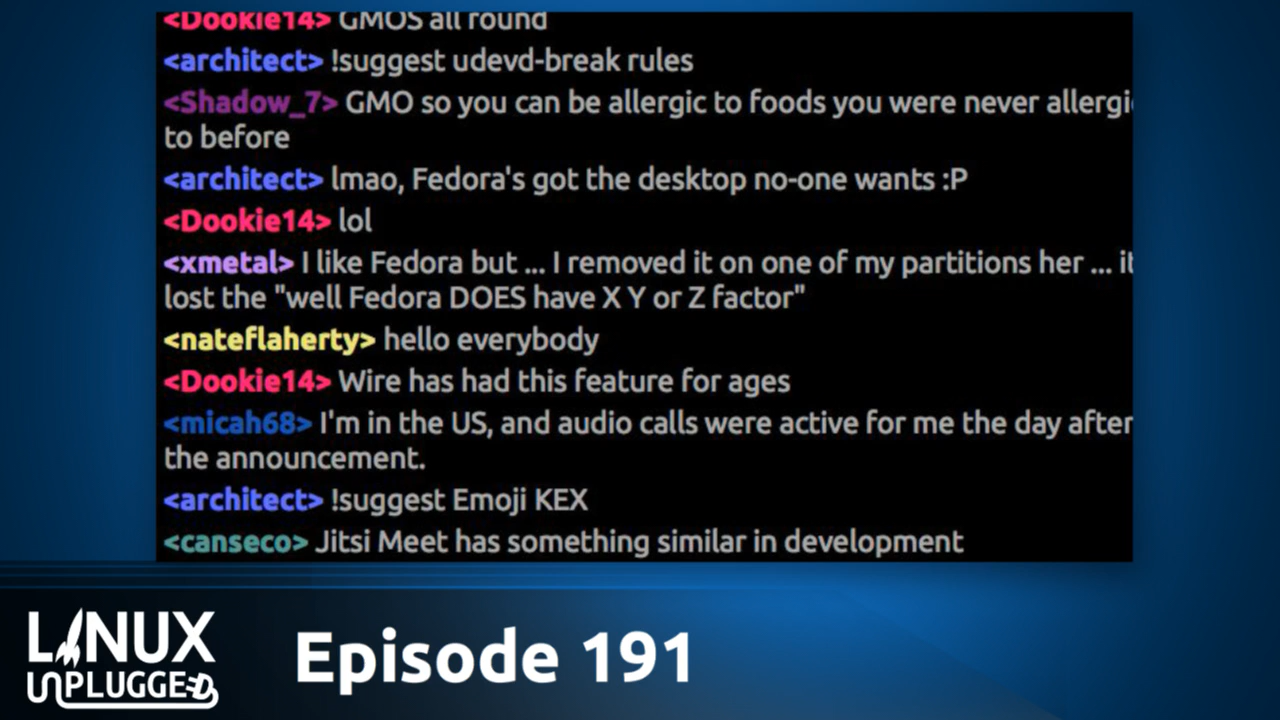 <Dookie14> GMOS all round
<architect> !suggest udevd-break rules
<Shadow_7> GMO so you can be allergic to foods you were never allergi
to before
<architect> lmao, Fedora's got the desktop no-one wants :P
<Dookie14> lol
<xmetal> I like Fedora but ... I removed it on one of my partitions her ... it
lost the "well Fedora DOES have X Y or Z factor"
<nateflaherty> hello everybody
<Dookie14> Wire has had this feature for ages
<micah68> I'm in the US, and audio calls were active for me the day after
the announcement.
<architect> !suggest Emoji KEX
<canseco> Jitsi Meet has something similar in development
LINUX
UNPLUGGED
Episode 191